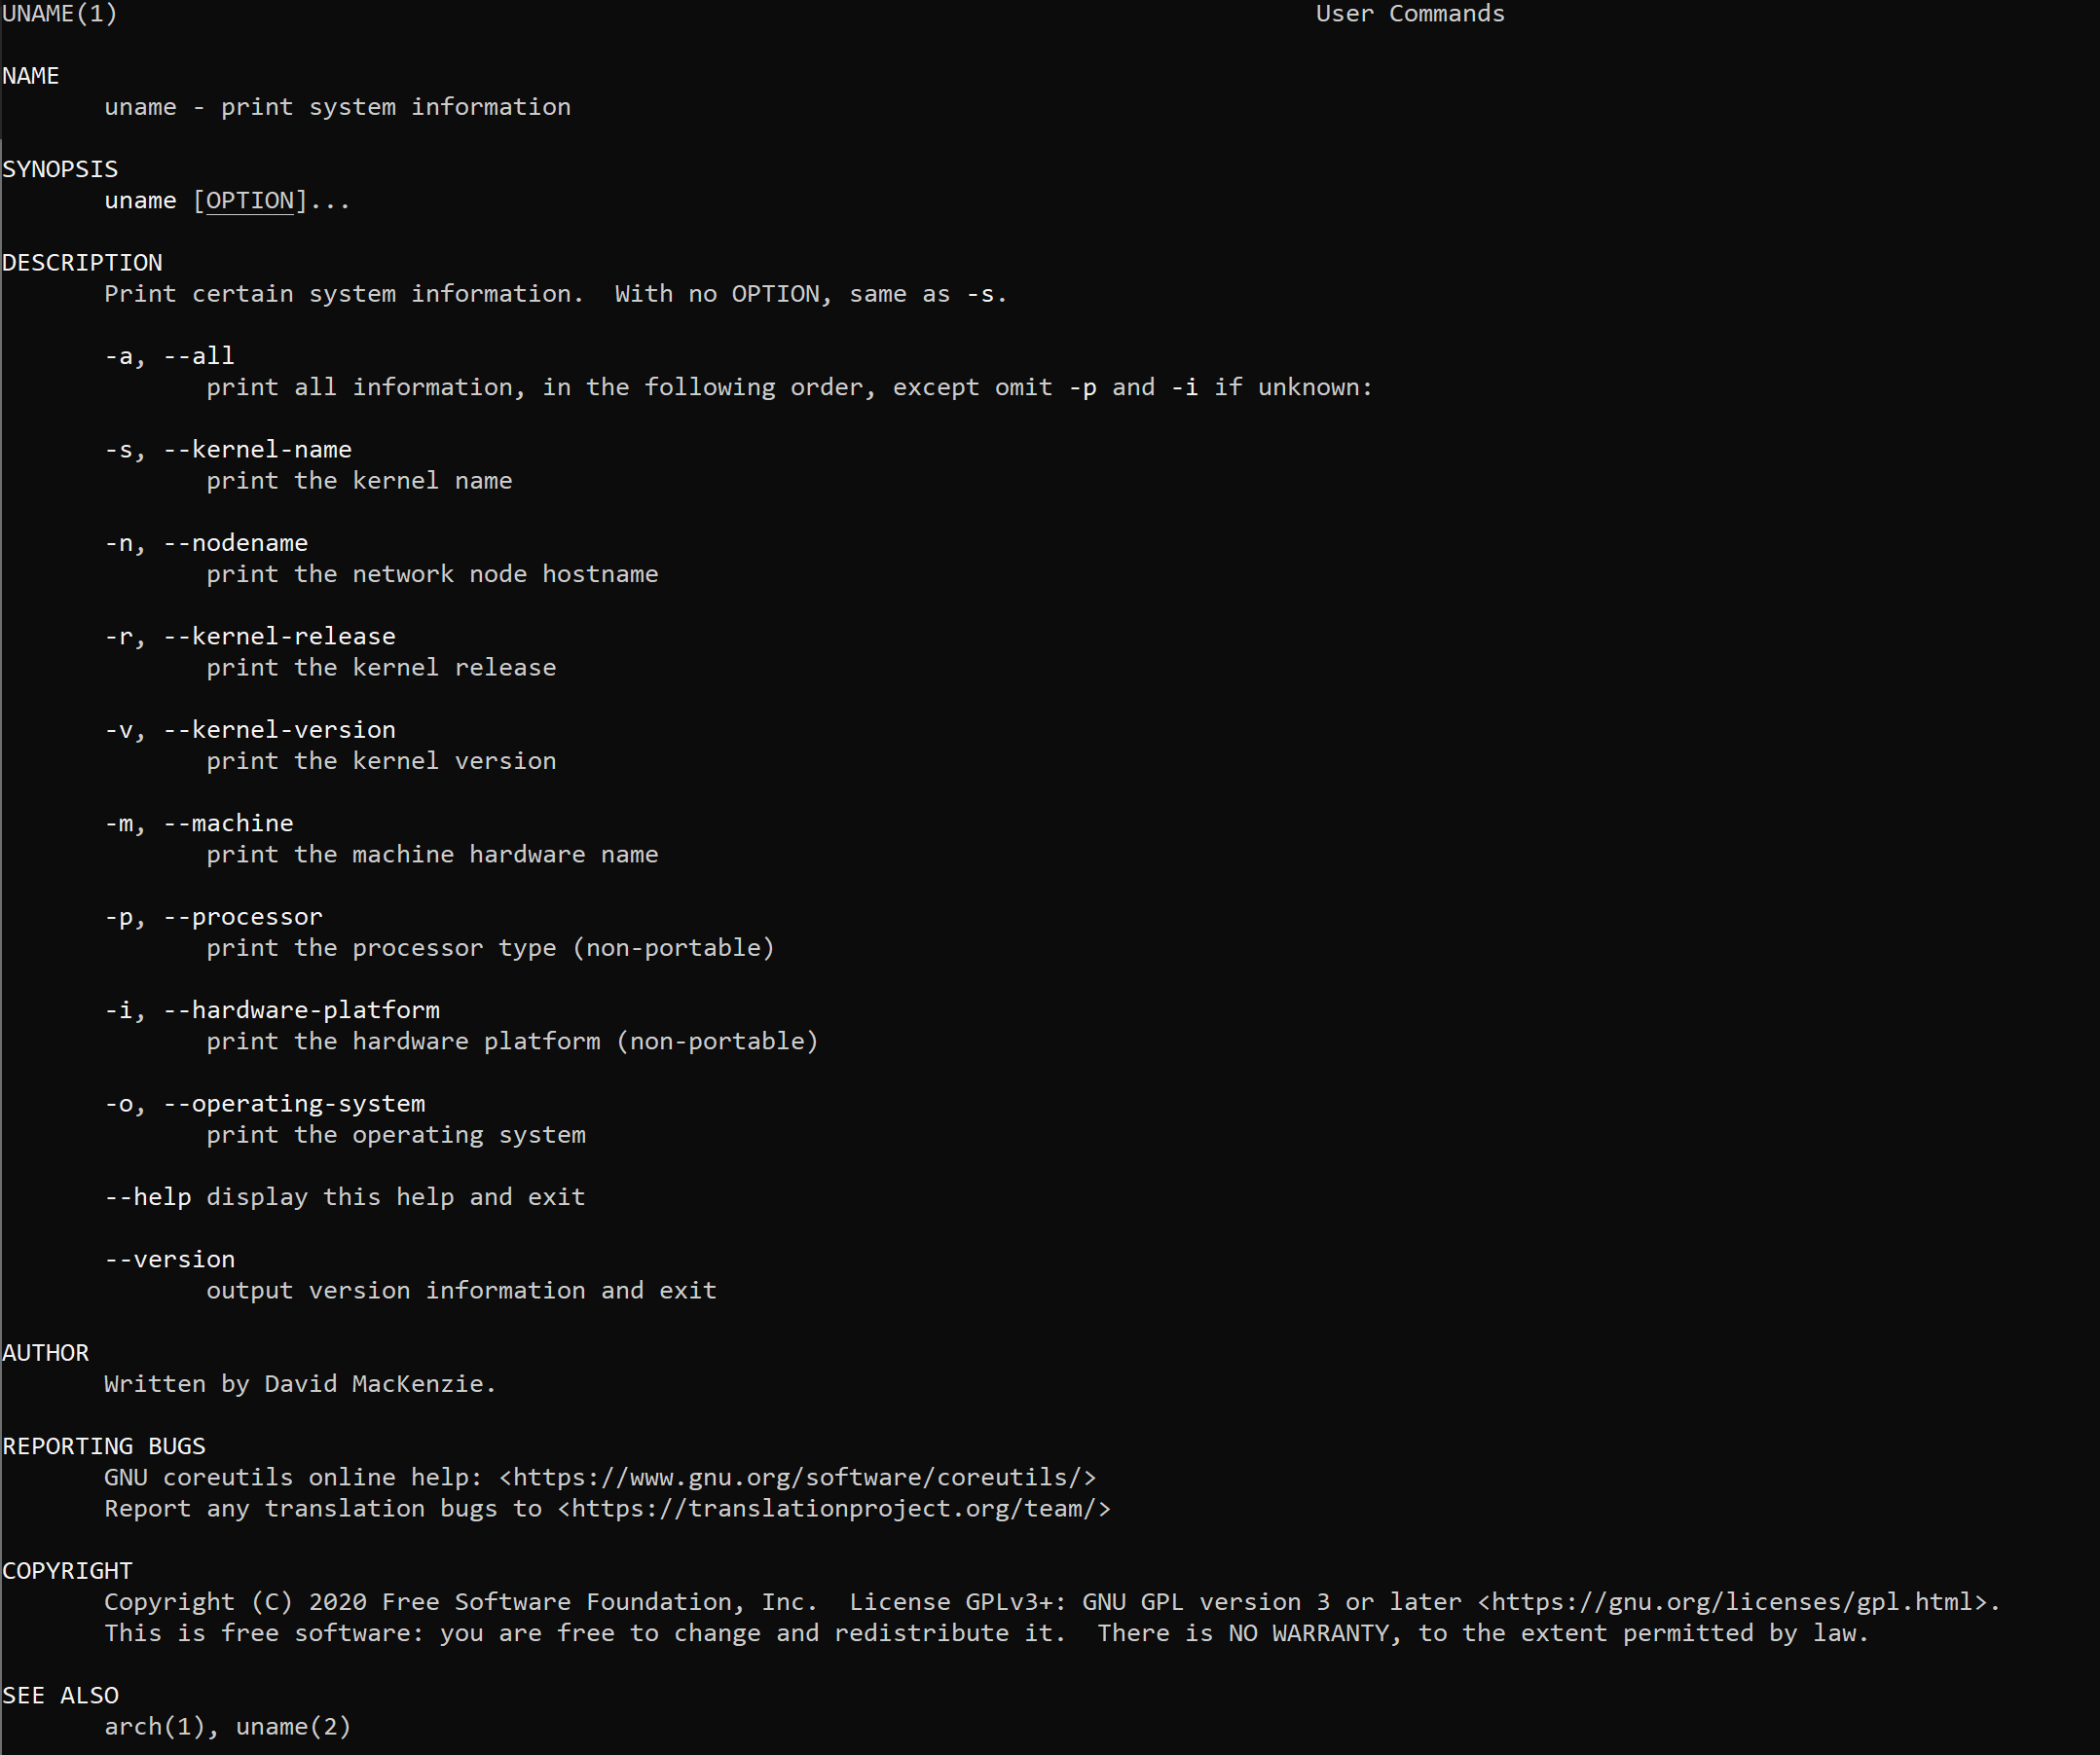 UNAME(1) User Commands
NAME
uname - print system information
SYNOPSIS
uname [OPTION]...
DESCRIPTION
Print certain system information.  With no OPTION, same as -s.
-a, --all
print all information, in the following order, except omit -p and -i if unknown:
-s, --kernel-name
print the kernel name
-n, --nodename
print the network node hostname
-r, --kernel-release
print the kernel release
-v, --kernel-version
print the kernel version
-m, --machine
print the machine hardware name
-p, --processor
print the processor type (non-portable)
-i, --hardware-platform
print the hardware platform (non-portable)
-o, --operating-system
print the operating system
--help display this help and exit
--version
output version information and exit
AUTHOR
Written by David MacKenzie.
REPORTING BUGS
GNU coreutils online help: <https://www.gnu.org/software/coreutils/>
Report any translation bugs to <https://translationproject.org/team/>
COPYRIGHT
Copyright (C) 2020 Free Software Foundation, Inc.  License GPLv3+: GNU GPL version 3 or later <https://gnu.org/licenses/gpl.html>.
This is free software: you are free to change and redistribute it.  There is NO WARRANTY, to the extent permitted by law.
SEE ALSO
arch(1), uname(2)